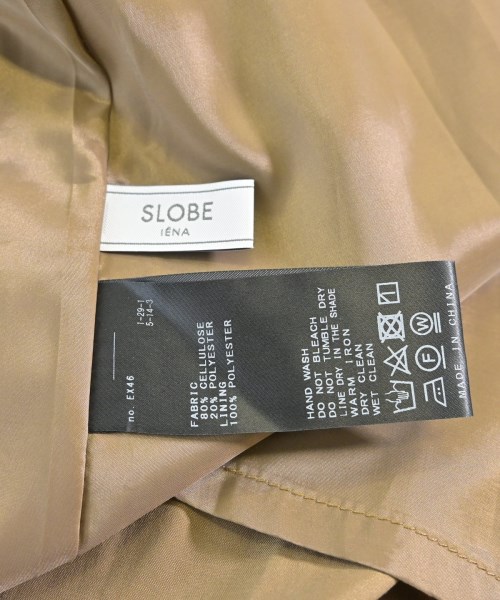 SLOBE
IÉNA
1-29-1
5-14-3
no. EX46
FABRIC
80% CELLULOSE
20% POLYESTER
LINING
100% POLYESTER
HAND WASH
DO NOT BLEACH
DO NOT TUMBLE DRY
LINE DRY IN THE SHADE
WARM IRON
DRY CLEAN
WET CLEAN
F
W
MADE IN CHINA